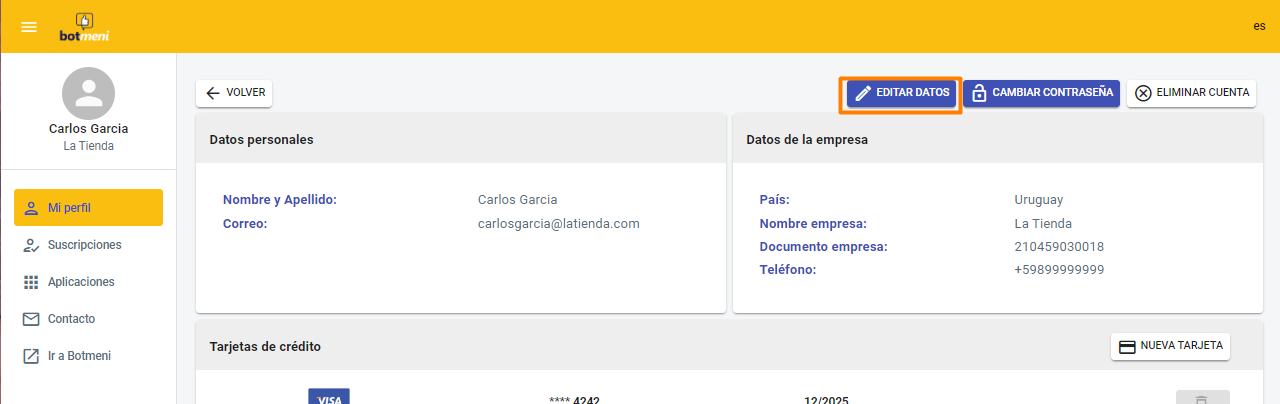 botmeni
es
Carlos Garcia
La Tienda
Mi perfil
Suscripciones
Aplicaciones
Contacto
Ir a Botmeni
VOLVER
EDITAR DATOS
CAMBIAR CONTRASEÑA
ELIMINAR CUENTA
Datos personales
Nombre y Apellido: Carlos Garcia
Correo: carlosgarcia@latienda.com
Datos de la empresa
País: Uruguay
Nombre empresa: La Tienda
Documento empresa: 210459030018
Teléfono: +59899999999
Tarjetas de crédito
NUEVA TARJETA
VISA **** 4242 12/2025